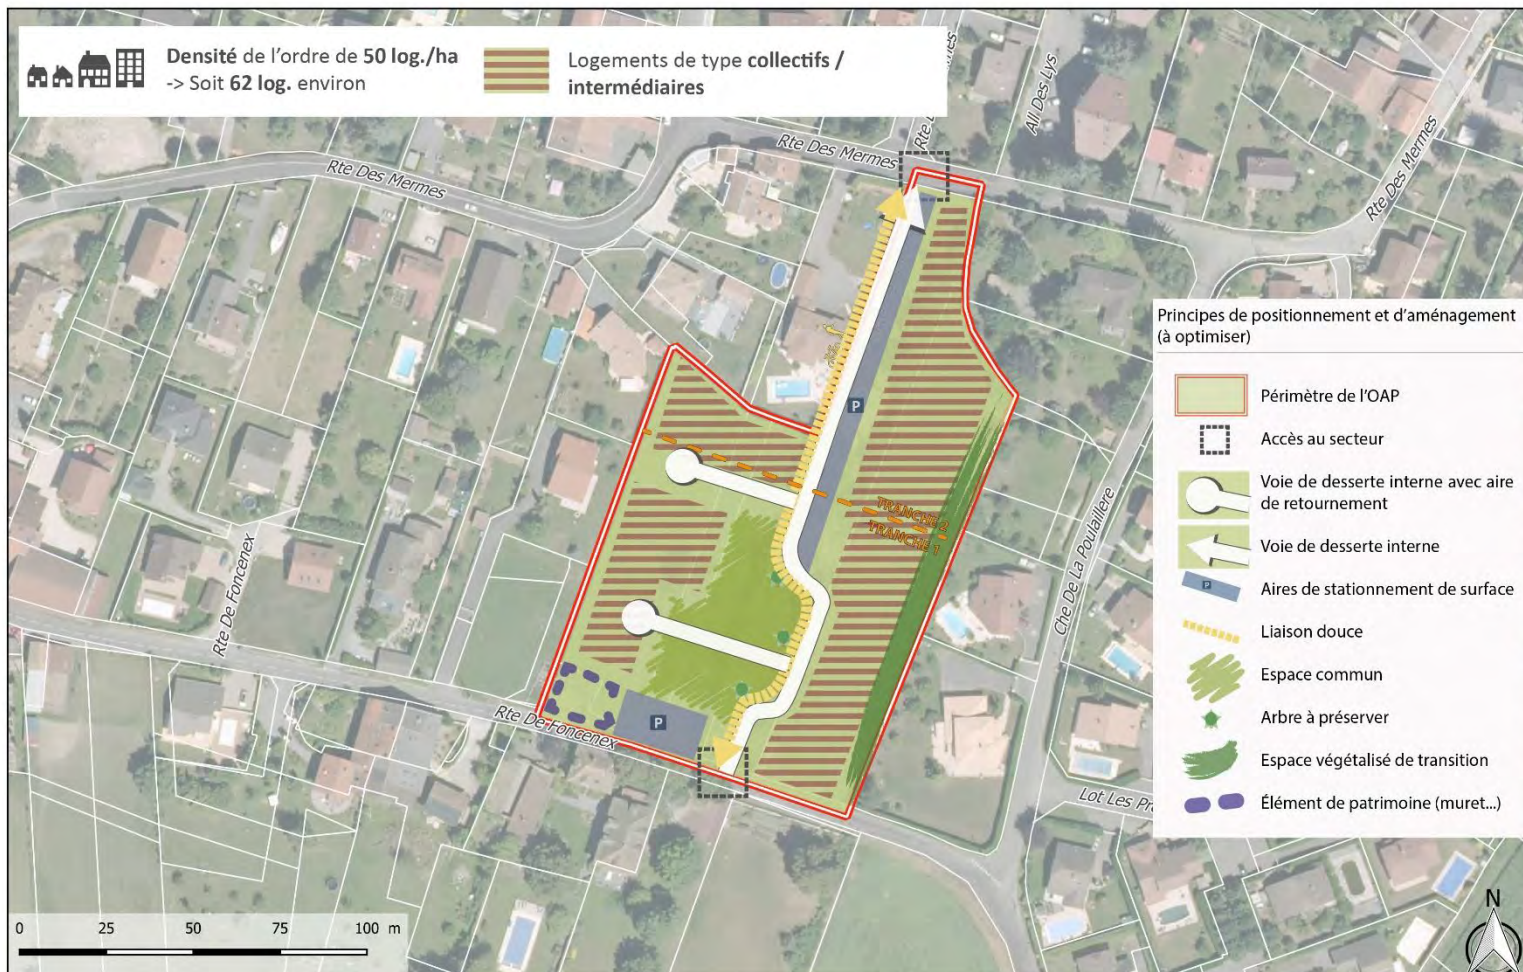 Densité de l'ordre de 50 log./ha
-> Soit 62 log. environ
Logements de type collectifs /
intermédiaires
Rte Des Mermes
Rte Des Mermes
All Des Lys
Rte Des Mermes
Rte De Foncenex
Rte De Foncenex
Che De La Poulaillere
P
P
TRANCHE 2
TRANCHE 1
Principes de positionnement et d'aménagement
(à optimiser)
Périmètre de l'OAP
Accès au secteur
Voie de desserte interne avec aire
de retournement
Voie de desserte interne
P
Aires de stationnement de surface
Liaison douce
Espace commun
Arbre à préserver
Espace végétalisé de transition
Élément de patrimoine (muret...)
Lot Les
0 25 50 75 100 m
N